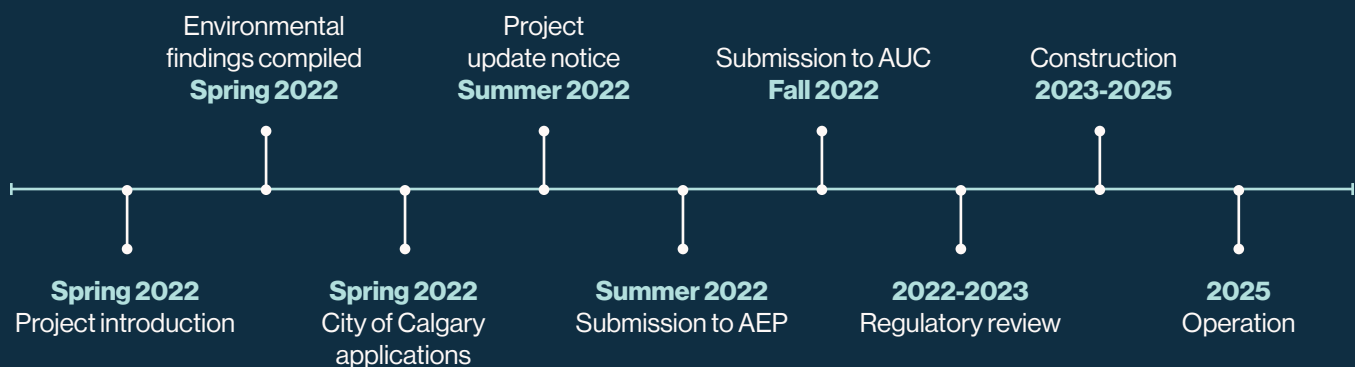 Environmental
findings compiled
Spring 2022
Project
update notice
Summer 2022
Submission to AUC
Fall 2022
Construction
2023-2025
Spring 2022
Project introduction
Spring 2022
City of Calgary
applications
Summer 2022
Submission to AEP
2022-2023
Regulatory review
2025
Operation